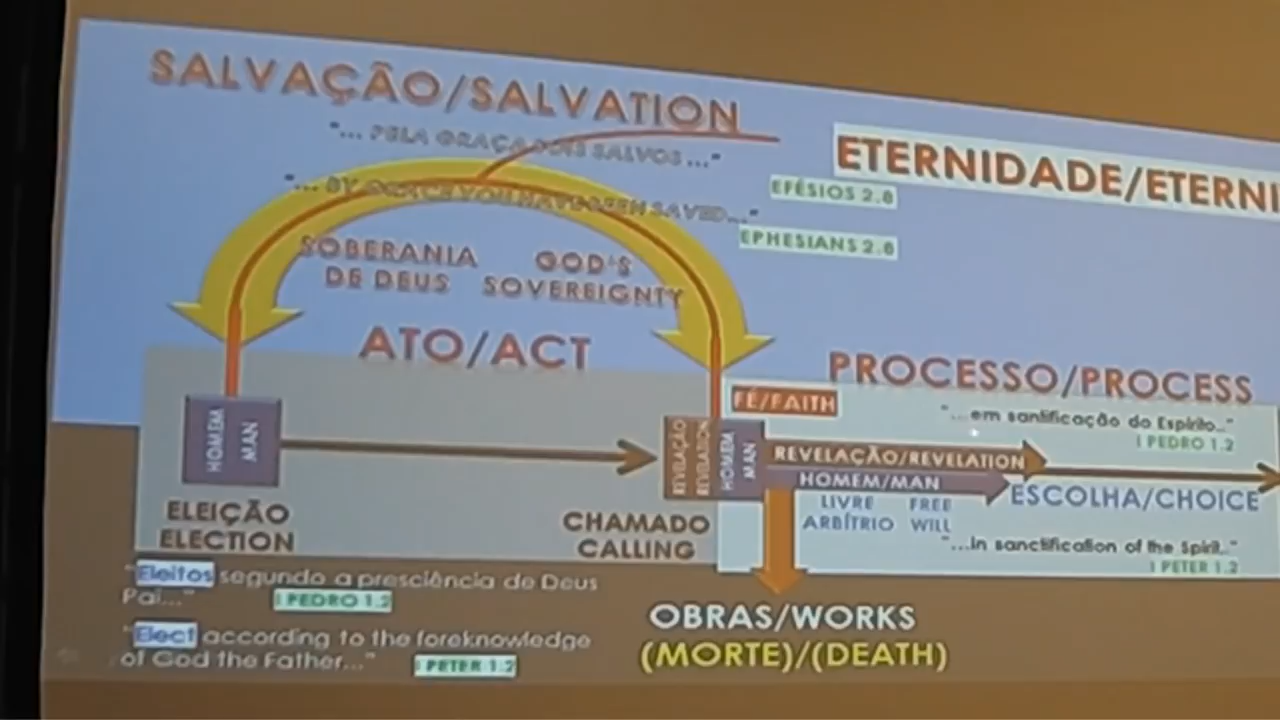 SALVAÇÃO/SALVATION
"... PELA GRAÇA SOIS SALVOS ..."
EFÉSIOS 2.8
"... BY GRACE YOU HAVE BEEN SAVED..."
EPHESIANS 2.8
ETERNIDADE/ETERNI
SOBERANIA GOD'S
DE DEUS SOVEREIGNTY
ATO/ACT
PROCESSO/PROCESS
FÉ/FAITH
"...em santificação do Espírito..."
I PEDRO 1.2
HOMEM
MAN
REVELAÇÃO
REVELATION
HOMEM
MAN
REVELAÇÃO/REVELATION
HOMEM/MAN
LIVRE FREE
ARBÍTRIO WILL
ESCOLHA/CHOICE
"...in sanctification of the Spirit..."
I PETER 1.2
ELEIÇÃO
ELECTION
CHAMADO
CALLING
"Eleitos segundo a presciência de Deus
Pai..." I PEDRO 1.2
"Elect according to the foreknowledge
of God the Father..." I PETER 1.2
OBRAS/WORKS
(MORTE)/(DEATH)